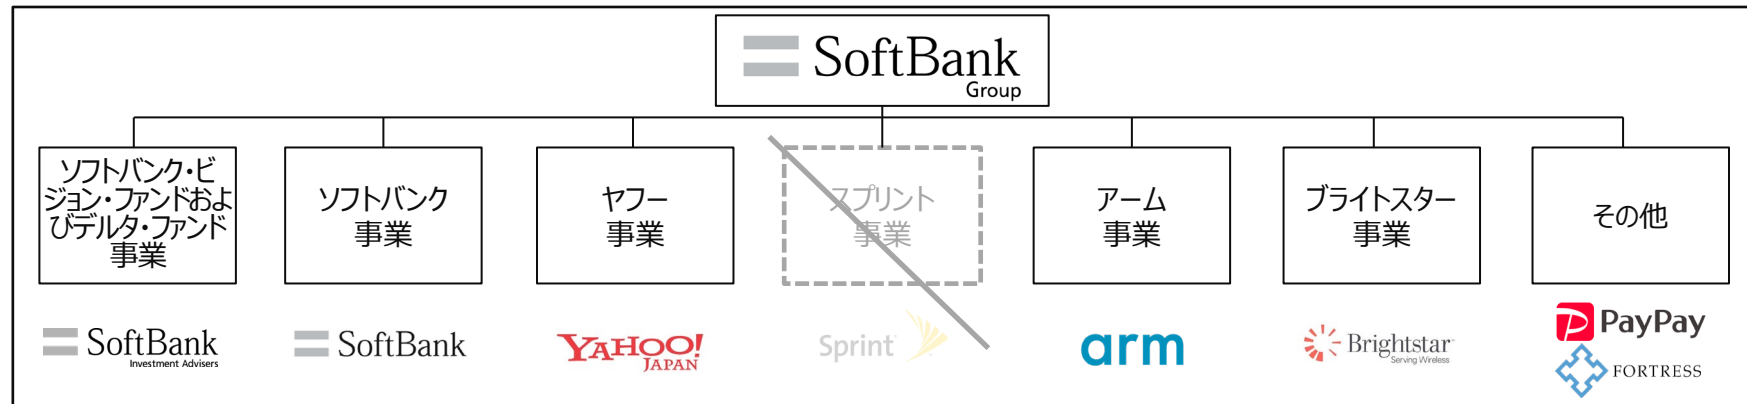 SoftBank
Group
ソフトバンク・ビ
ジョン・ファンドおよ
びデルタ・ファンド
事業
ソフトバンク
事業
ヤフー
事業
スプリント
事業
アーム
事業
ブライトスター
事業
その他
SoftBank
Investment Advisers
SoftBank
YAHOO!
JAPAN
Sprint
arm
Brightstar
Serving Wireless
PayPay
FORTRESS